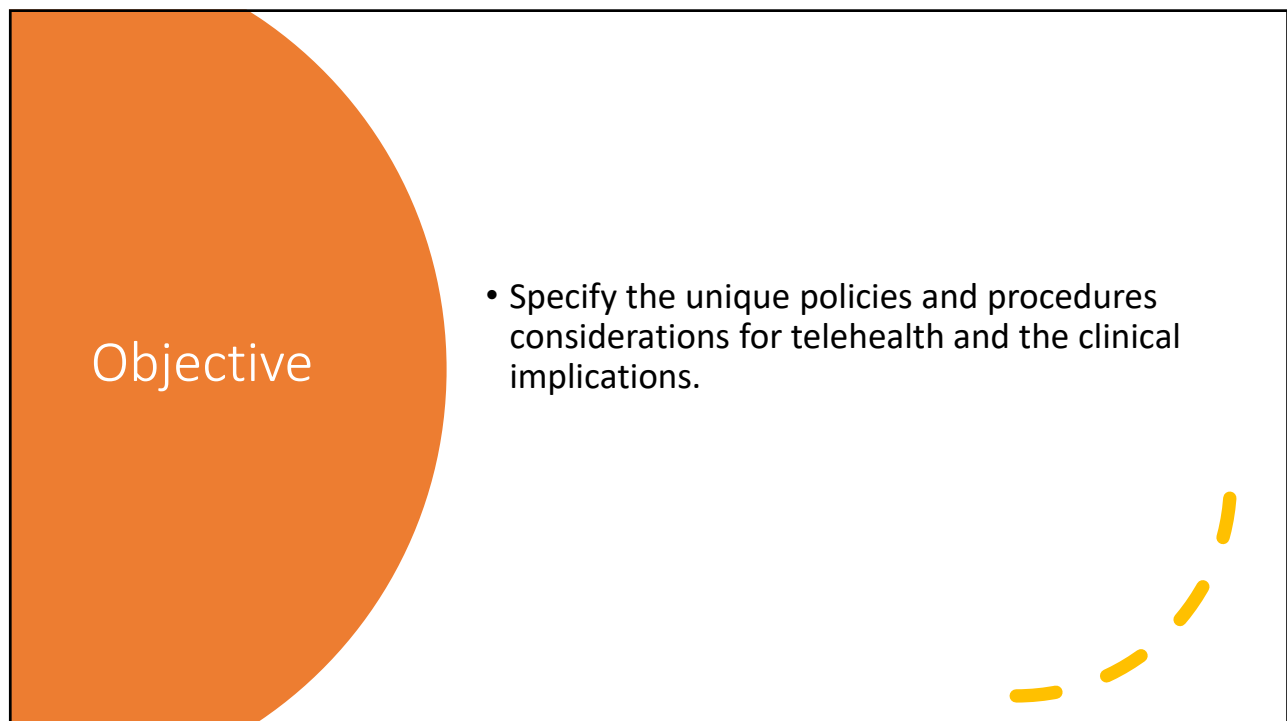 Objective
• Specify the unique policies and procedures
considerations for telehealth and the clinical
implications.